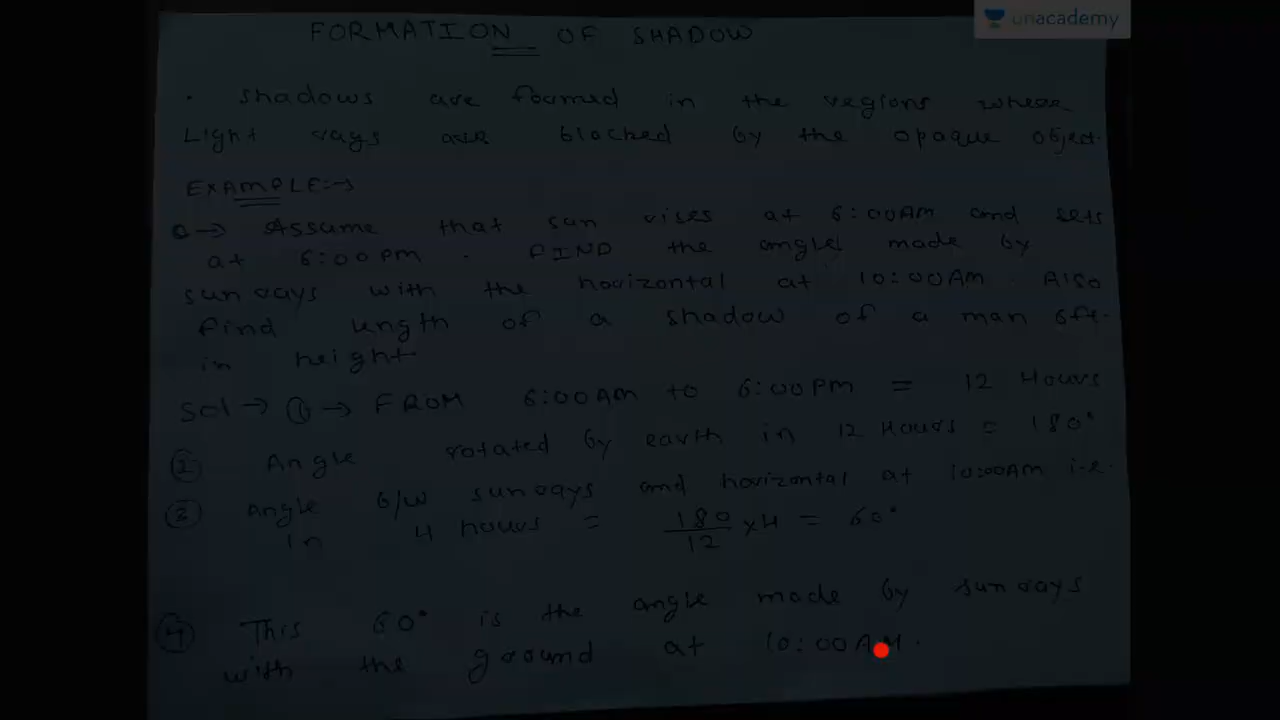 unacademy
FORMATION OF SHADOW
· Shadows are formed in the regions where
Light rays are blocked by the opaque object.
EXAMPLE:→
Q → Assume that sun rises at 6:00AM and sets
at 6:00PM. FIND the angle made by
sun rays with the horizontal at 10:00AM. Also
find length of a shadow of a man 6ft.
in height.
Sol → ① → FROM 6:00AM to 6:00PM = 12 Hours
② Angle rotated by earth in 12 Hours = 180°
③ Angle b/w sunrays and horizontal at 10:00AM i.e.
in 4 hours = 180/12 x 4 = 60°
④ This 60° is the angle made by sunrays
with the ground at 10:00AM.